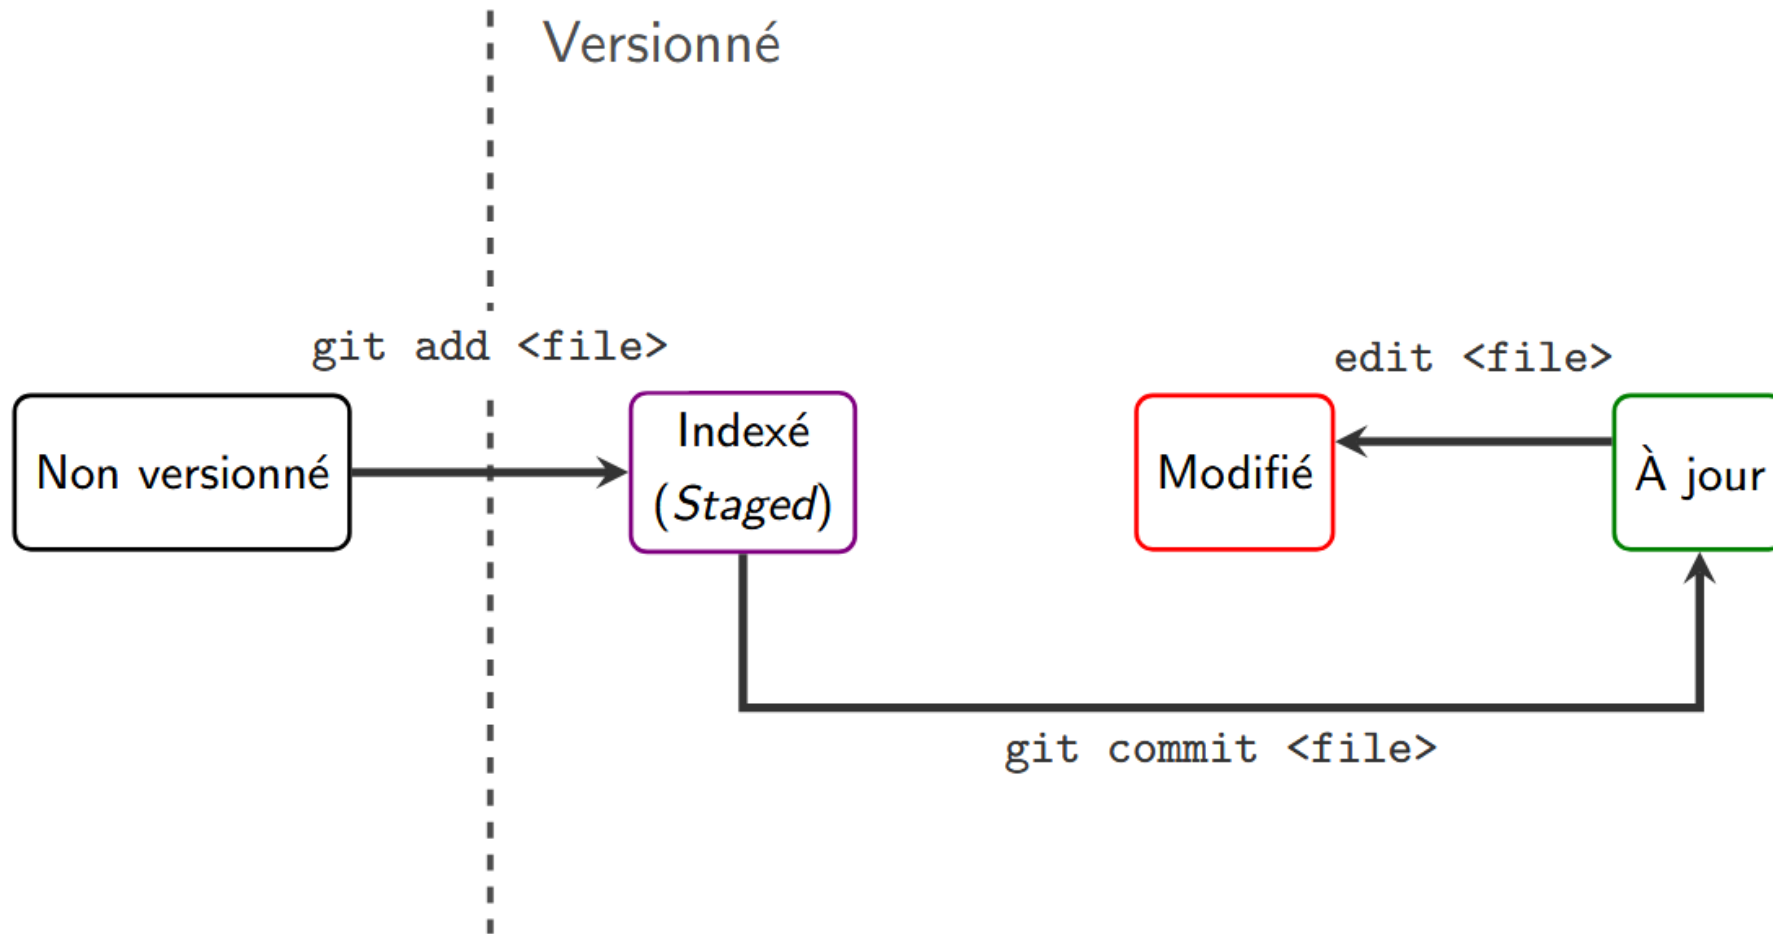 Versionné
git add <file>
edit <file>
Non versionné
Indexé
(Staged)
Modifié
À jour
git commit <file>